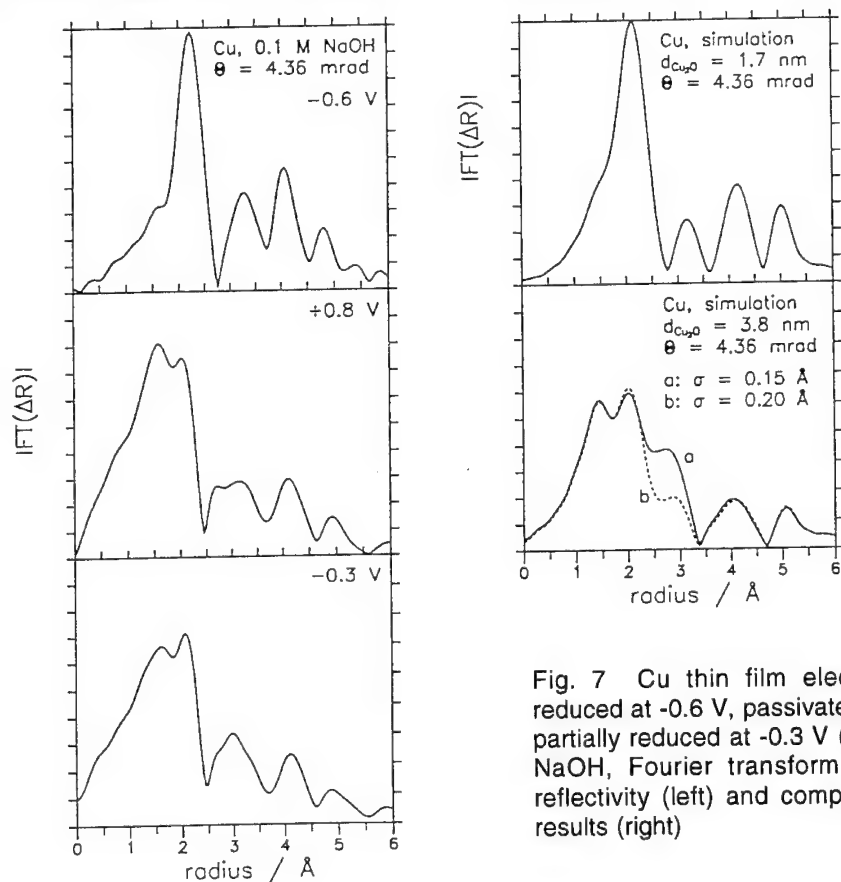 Cu, 0.1 M NaOH
Θ = 4.36 mrad
−0.6 V
+0.8 V
−0.3 V
|FT(ΔR)|
0 1 2 3 4 5 6
radius / Å
Cu, simulation
d_Cu₂O = 1.7 nm
Θ = 4.36 mrad
|FT(ΔR)|
Cu, simulation
d_Cu₂O = 3.8 nm
Θ = 4.36 mrad
a: σ = 0.15 Å
b: σ = 0.20 Å
a
b
0 1 2 3 4 5 6
radius / Å
Fig. 7 Cu thin film elec
reduced at -0.6 V, passivate
partially reduced at -0.3 V (
NaOH, Fourier transform
reflectivity (left) and comp
results (right)